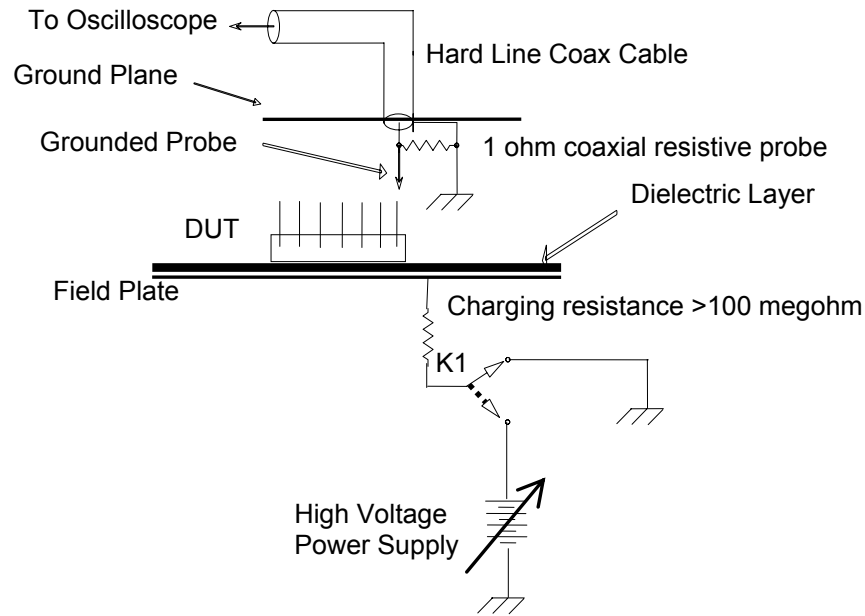 To Oscilloscope
Hard Line Coax Cable
Ground Plane
Grounded Probe
1 ohm coaxial resistive probe
Dielectric Layer
DUT
Field Plate
Charging resistance >100 megohm
K1
High Voltage
Power Supply